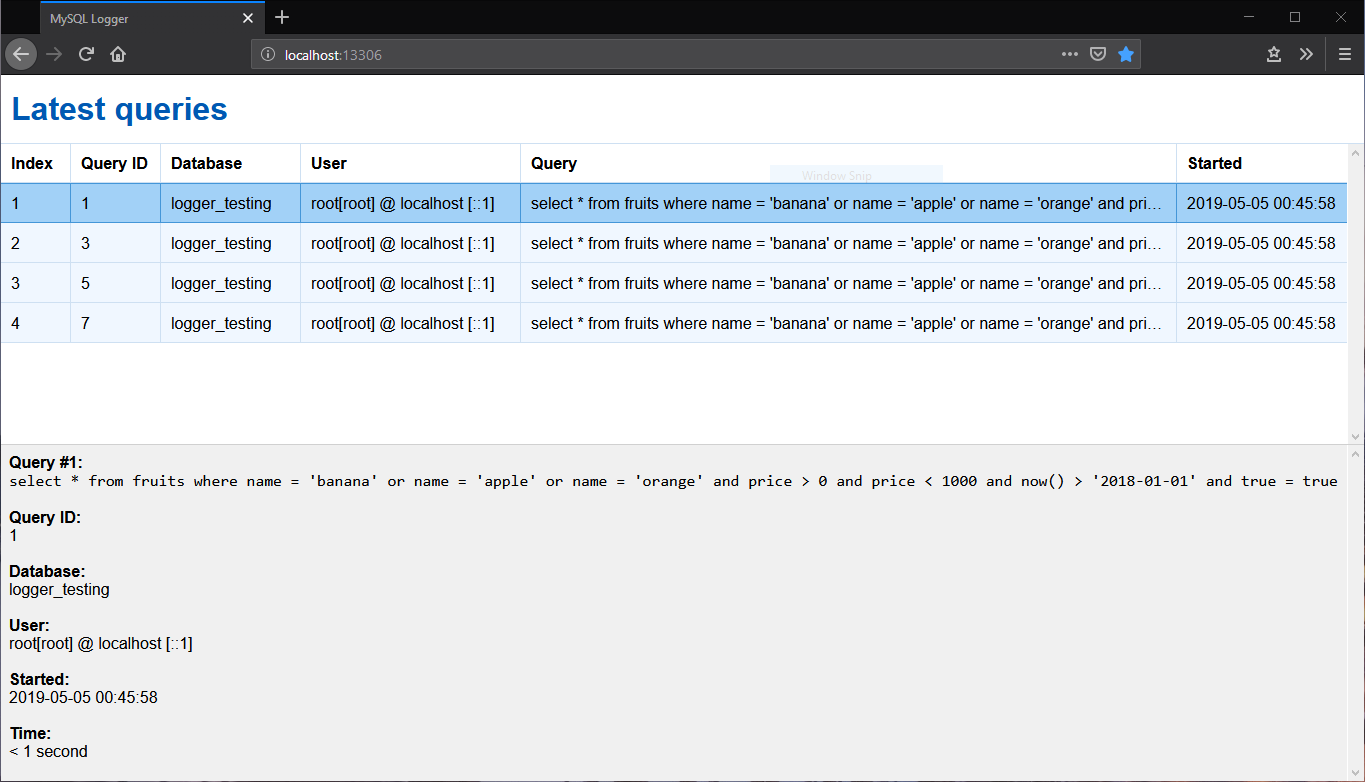 MySQL Logger
localhost:13306
Latest queries
Index Query ID Database User Query Started
Window Snip
1 1 logger_testing root[root] @ localhost [::1] select * from fruits where name = 'banana' or name = 'apple' or name = 'orange' and pri... 2019-05-05 00:45:58
2 3 logger_testing root[root] @ localhost [::1] select * from fruits where name = 'banana' or name = 'apple' or name = 'orange' and pri... 2019-05-05 00:45:58
3 5 logger_testing root[root] @ localhost [::1] select * from fruits where name = 'banana' or name = 'apple' or name = 'orange' and pri... 2019-05-05 00:45:58
4 7 logger_testing root[root] @ localhost [::1] select * from fruits where name = 'banana' or name = 'apple' or name = 'orange' and pri... 2019-05-05 00:45:58
Query #1:
select * from fruits where name = 'banana' or name = 'apple' or name = 'orange' and price > 0 and price < 1000 and now() > '2018-01-01' and true = true
Query ID:
1
Database:
logger_testing
User:
root[root] @ localhost [::1]
Started:
2019-05-05 00:45:58
Time:
< 1 second